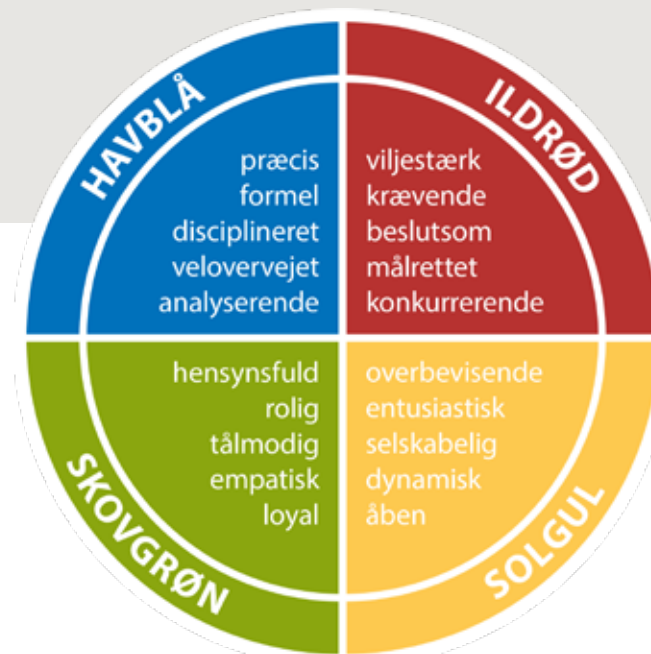 HAVBLÅ
præcis
formel
disciplineret
velovervejet
analyserende
ILDRØD
viljestærk
krævende
beslutsom
målrettet
konkurrerende
SKOVGRØN
hensynsfuld
rolig
tålmodig
empatisk
loyal
SOLGUL
overbevisende
entusiastisk
selskabelig
dynamisk
åben